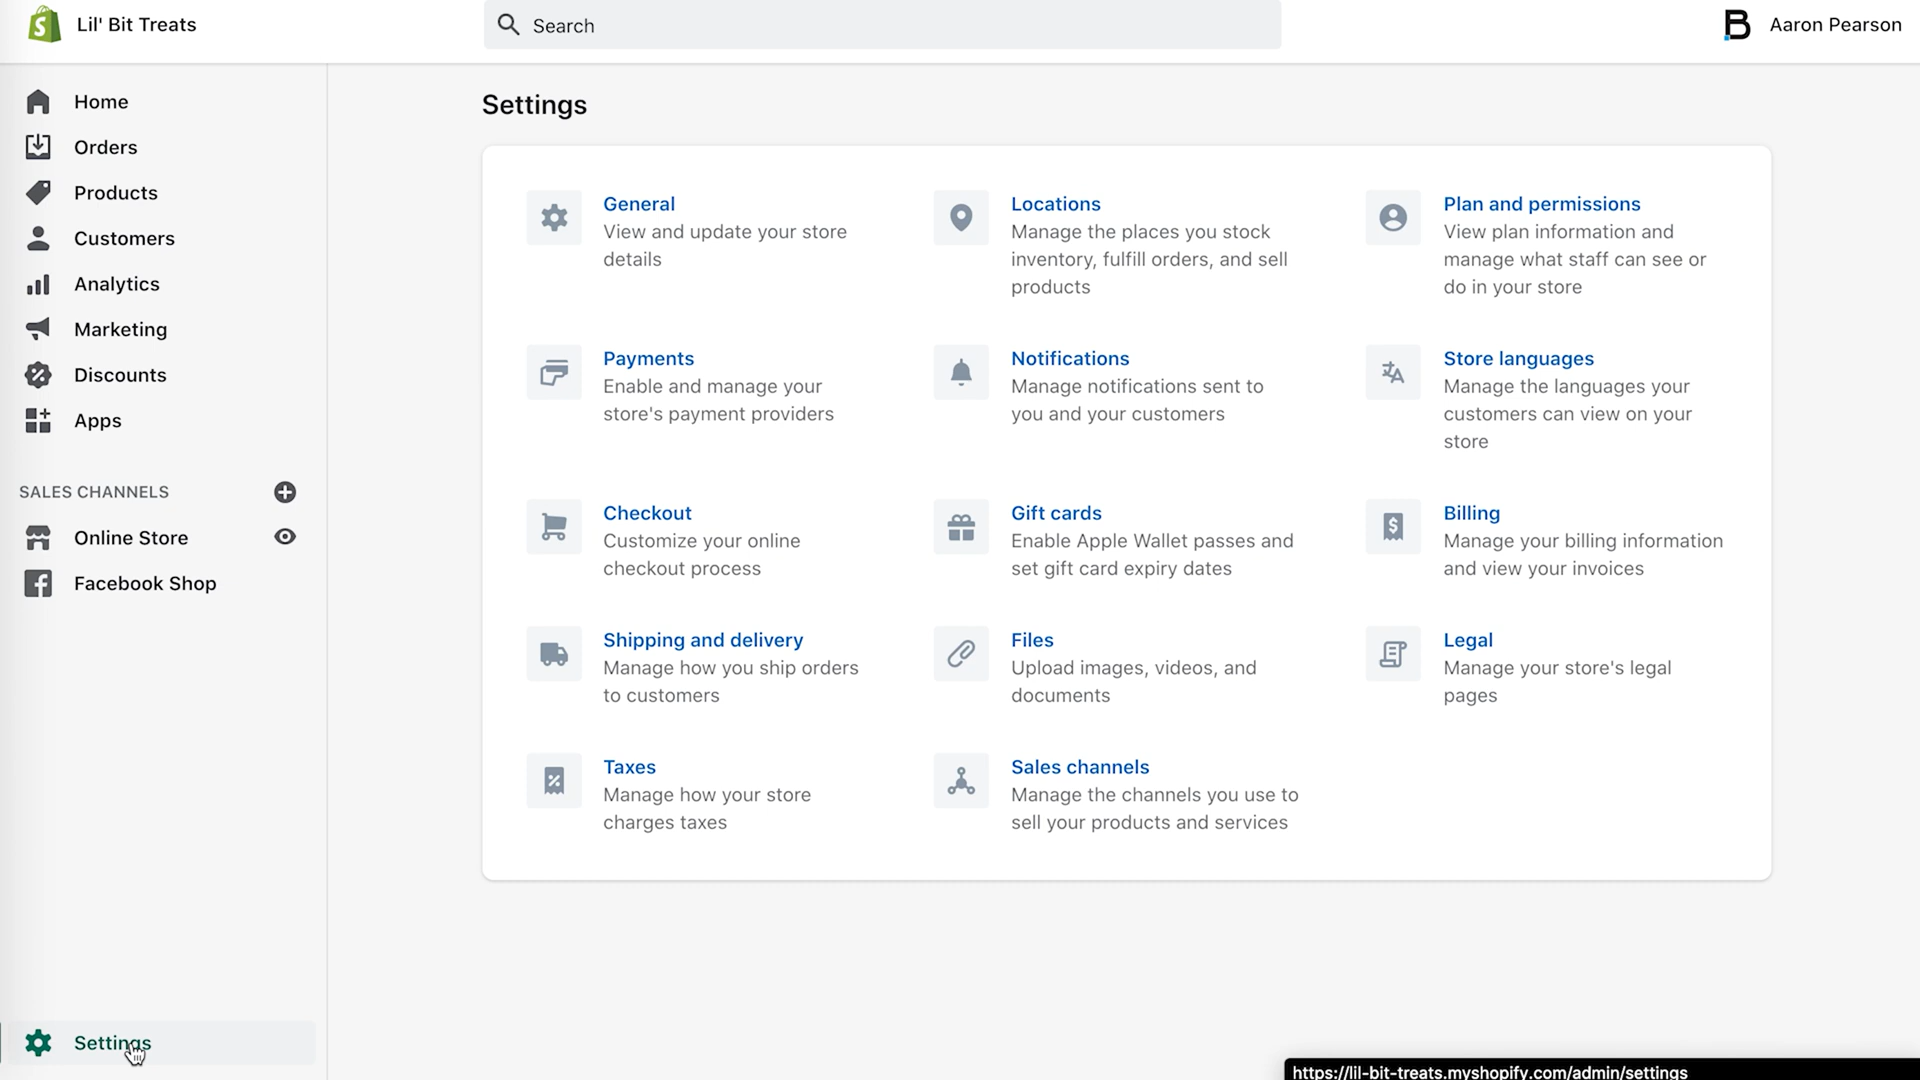 Lil' Bit Treats
Search
Aaron Pearson
Home
Orders
Products
Customers
Analytics
Marketing
Discounts
Apps
SALES CHANNELS
Online Store
Facebook Shop
Settings
Settings
General
View and update your store
details
Locations
Manage the places you stock
inventory, fulfill orders, and sell
products
Plan and permissions
View plan information and
manage what staff can see or
do in your store
Payments
Enable and manage your
store's payment providers
Notifications
Manage notifications sent to
you and your customers
Store languages
Manage the languages your
customers can view on your
store
Checkout
Customize your online
checkout process
Gift cards
Enable Apple Wallet passes and
set gift card expiry dates
Billing
Manage your billing information
and view your invoices
Shipping and delivery
Manage how you ship orders
to customers
Files
Upload images, videos, and
documents
Legal
Manage your store's legal
pages
Taxes
Manage how your store
charges taxes
Sales channels
Manage the channels you use to
sell your products and services
https://lil-bit-treats.myshopify.com/admin/settings